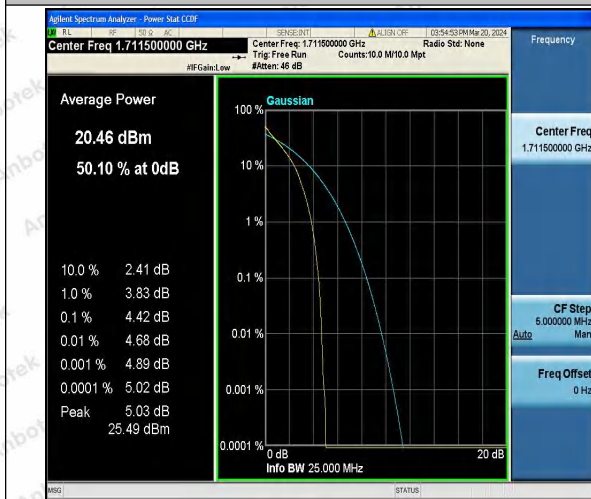 Agilent Spectrum Analyzer - Power Stat CCDF
RL RF 50 Ω AC SENSE:INT ALIGN OFF 03:54:53 PM Mar 20, 2024
Center Freq 1.711500000 GHz
Center Freq: 1.711500000 GHz Radio Std: None
Trig: Free Run Counts:10.0 M/10.0 Mpt
#IFGain:Low #Atten: 46 dB
Frequency
Average Power
20.46 dBm
50.10 % at 0dB
10.0 % 2.41 dB
1.0 % 3.83 dB
0.1 % 4.42 dB
0.01 % 4.68 dB
0.001 % 4.89 dB
0.0001 % 5.02 dB
Peak 5.03 dB
25.49 dBm
100 %
Gaussian
10 %
1 %
0.1 %
0.01 %
0.001 %
0.0001 %
0 dB 20 dB
Info BW 25.000 MHz
Center Freq
1.711500000 GHz
CF Step
5.000000 MHz
Auto Man
Freq Offset
0 Hz
MSG STATUS